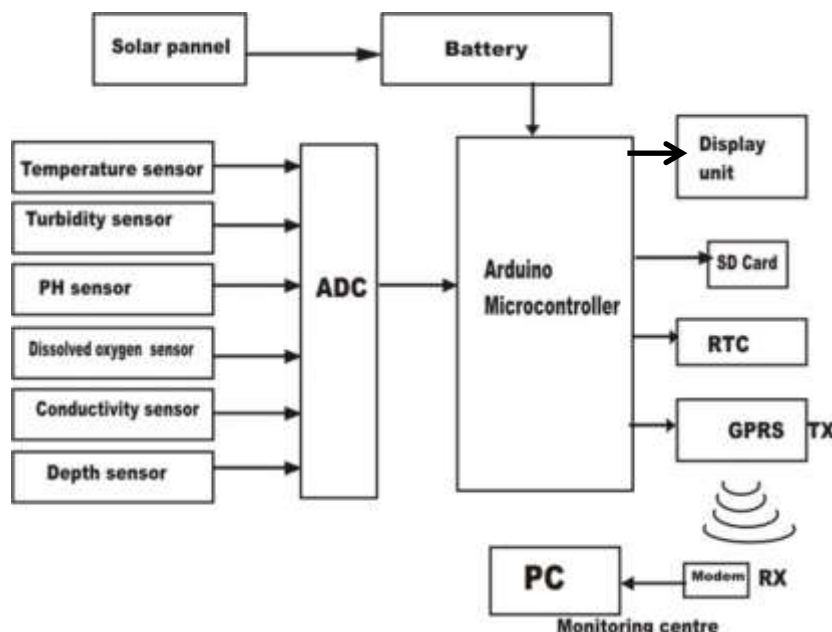 Solar pannel
Battery
Temperature sensor
Turbidity sensor
PH sensor
Dissolved oxygen sensor
Conductivity sensor
Depth sensor
ADC
Arduino
Microcontroller
Display
unit
SD Card
RTC
GPRS TX
PC
Modem RX
Monitoring centre